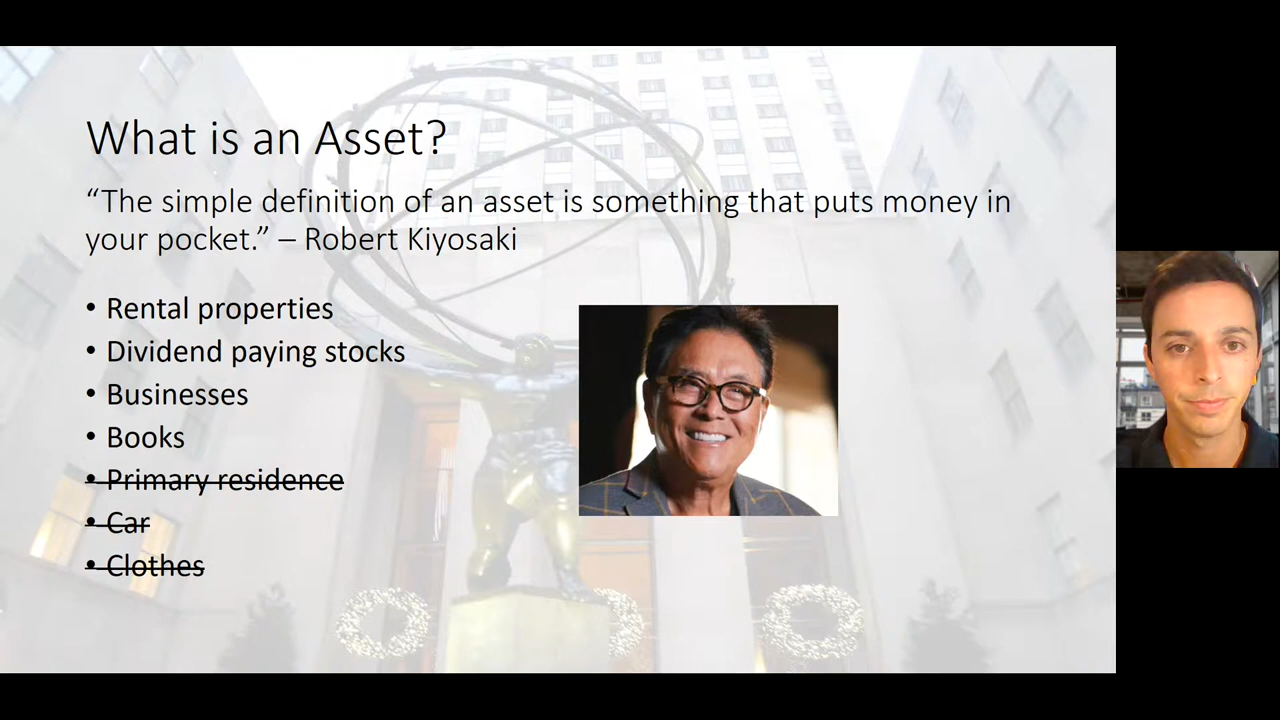 What is an Asset?
“The simple definition of an asset is something that puts money in
your pocket.” – Robert Kiyosaki
• Rental properties
• Dividend paying stocks
• Businesses
• Books
• Primary residence
• Car
• Clothes